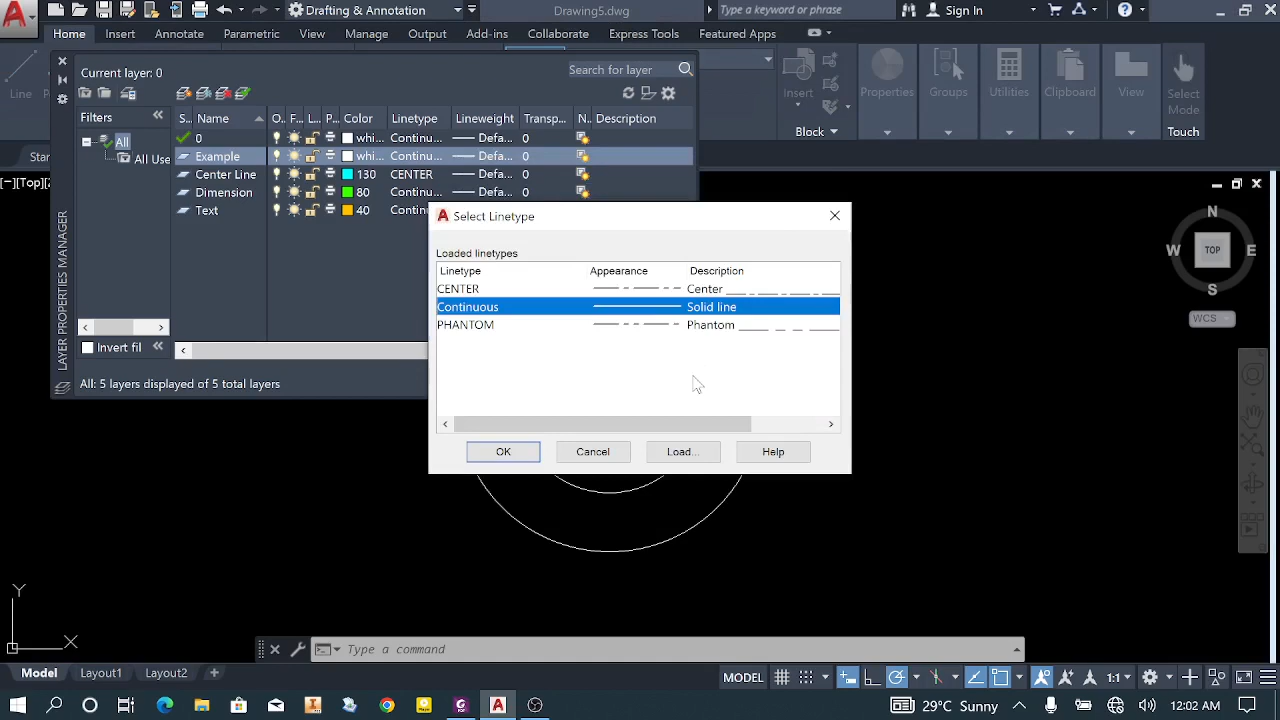 Drafting & Annotation
Drawing5.dwg
Type a keyword or phrase
Sign In
Home Insert Annotate Parametric View Manage Output Add-ins Collaborate Express Tools Featured Apps
Line
Insert
Block
Properties
Groups
Utilities
Clipboard
View
Select
Mode
Touch
Star
[−][Top][2
Current layer: 0
Search for layer
Filters
All
All Use
Invert fil
S.. Name O. F. L. P. Color Linetype Lineweight Transp... N.. Description
0 whi... Continu... Defa... 0
Example whi... Continu... Defa... 0
Center Line 130 CENTER Defa... 0
Dimension 80 Continu... Defa... 0
Text 40 Continu
All: 5 layers displayed of 5 total layers
LAYER PROPERTIES MANAGER
Select Linetype
Loaded linetypes
Linetype Appearance Description
CENTER Center
Continuous Solid line
PHANTOM Phantom
OK Cancel Load... Help
N
W TOP E
S
WCS
Y
X
Type a command
Model Layout1 Layout2
MODEL
1:1
29°C Sunny
12:02 AM